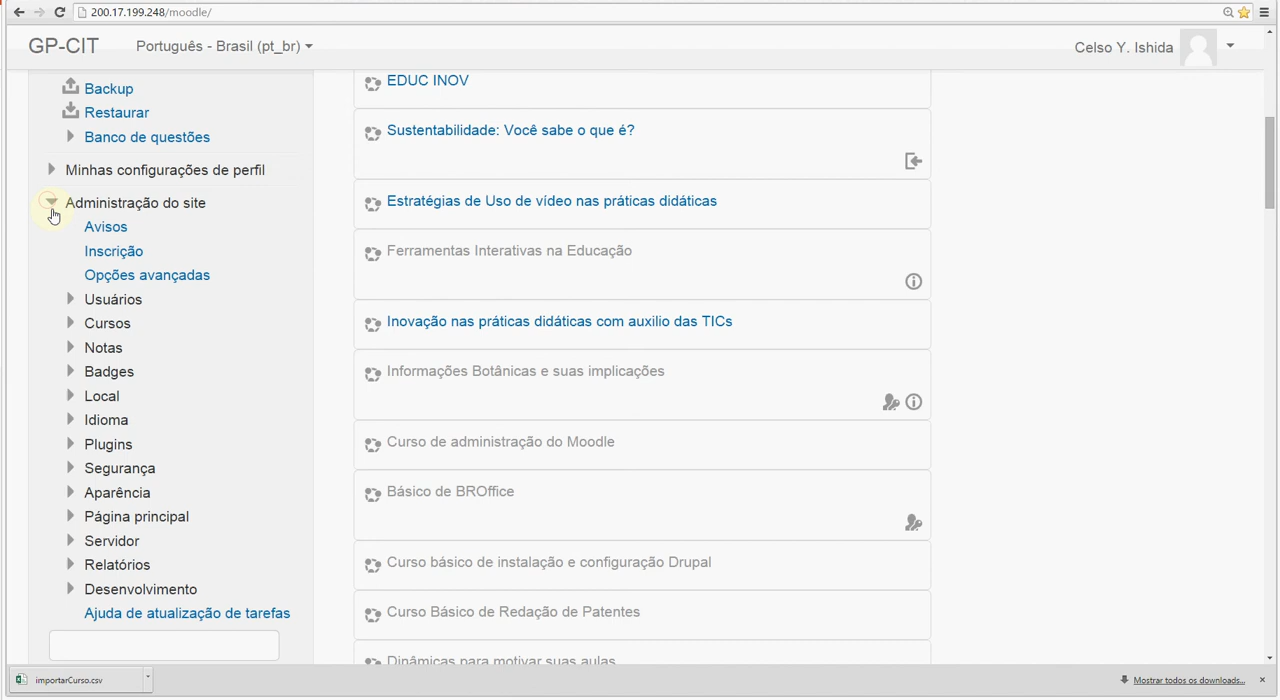 200.17.199.248/moodle/
GP-CIT
Português - Brasil (pt_br)
Celso Y. Ishida
Backup
Restaurar
Banco de questões
Minhas configurações de perfil
Administração do site
Avisos
Inscrição
Opções avançadas
Usuários
Cursos
Notas
Badges
Local
Idioma
Plugins
Segurança
Aparência
Página principal
Servidor
Relatórios
Desenvolvimento
Ajuda de atualização de tarefas
EDUC INOV
Sustentabilidade: Você sabe o que é?
Estratégias de Uso de vídeo nas práticas didáticas
Ferramentas Interativas na Educação
Inovação nas práticas didáticas com auxilio das TICs
Informações Botânicas e suas implicações
Curso de administração do Moodle
Básico de BROffice
Curso básico de instalação e configuração Drupal
Curso Básico de Redação de Patentes
Dinâmicas para motivar suas aulas
importarCurso.csv
Mostrar todos os downloads...